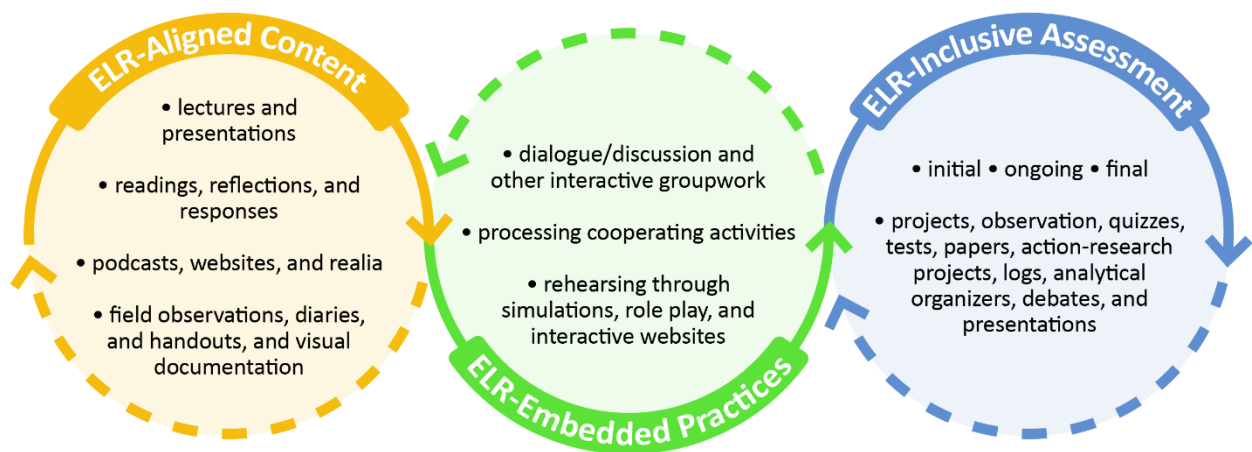 ELR-Aligned Content
• lectures and
presentations
• readings, reflections, and
responses
• podcasts, websites, and realia
• field observations, diaries,
and handouts, and visual
documentation
• dialogue/discussion and
other interactive groupwork
• processing cooperating activities
• rehearsing through
simulations, role play, and
interactive websites
ELR-Embedded Practices
ELR-Inclusive Assessment
• initial • ongoing • final
• projects, observation, quizzes,
tests, papers, action-research
projects, logs, analytical
organizers, debates, and
presentations